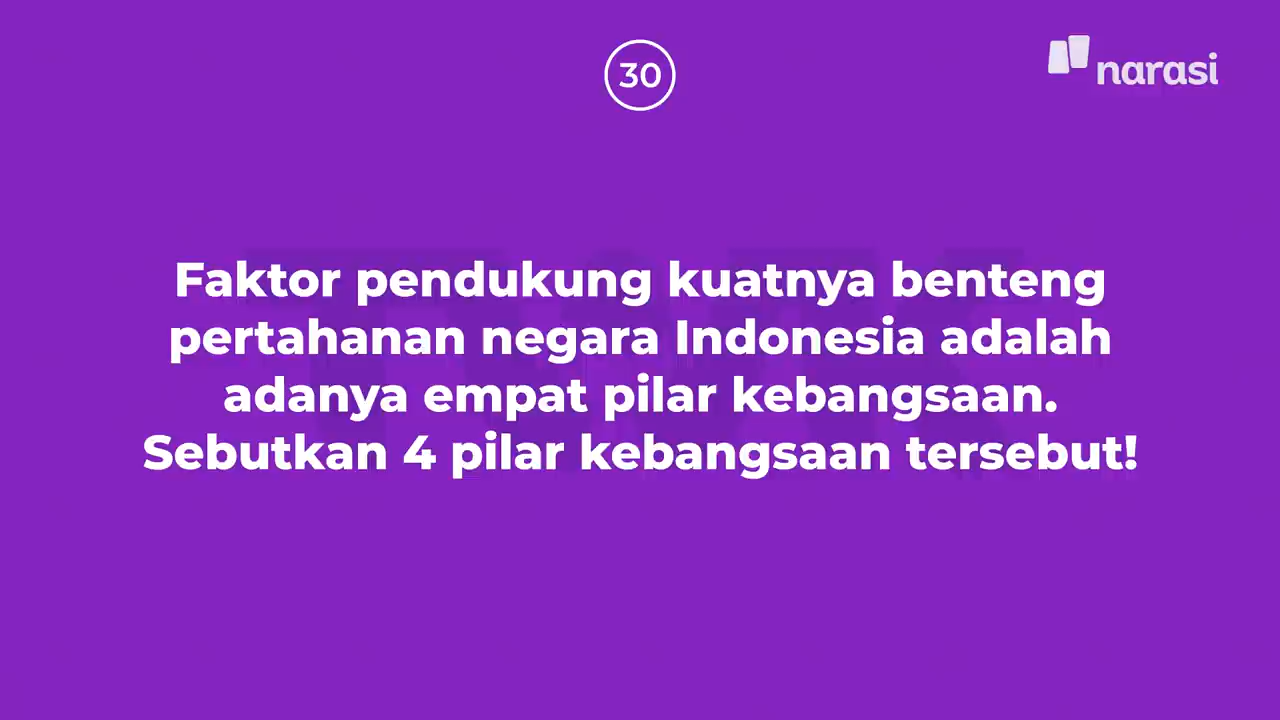 30
narasi
Faktor pendukung kuatnya benteng
pertahanan negara Indonesia adalah
adanya empat pilar kebangsaan.
Sebutkan 4 pilar kebangsaan tersebut!